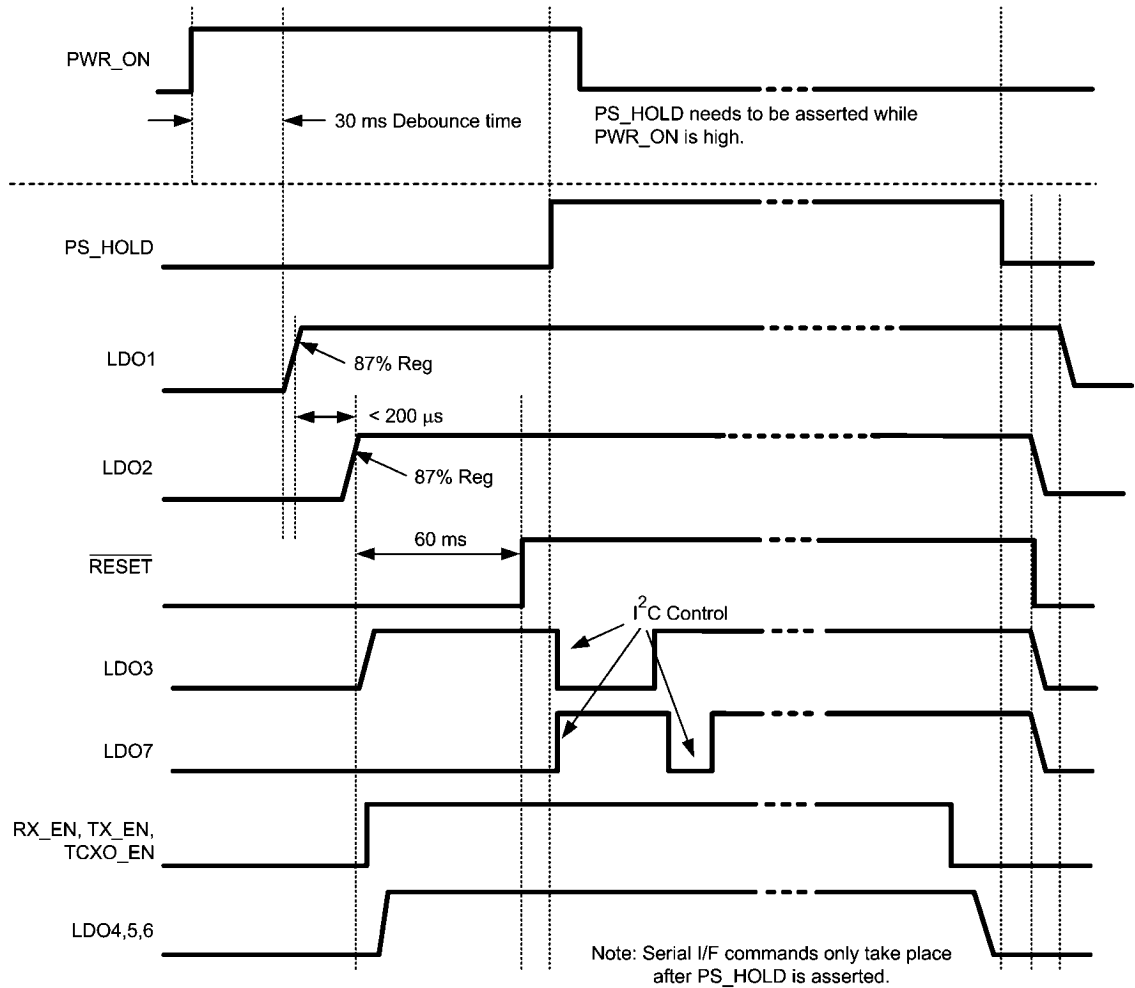 PWR_ON
30 ms Debounce time
PS_HOLD needs to be asserted while
PWR_ON is high.
PS_HOLD
LDO1
87% Reg
< 200 μs
LDO2
87% Reg
60 ms
RESET
I2C Control
LDO3
LDO7
RX_EN, TX_EN,
TCXO_EN
LDO4,5,6
Note: Serial I/F commands only take place
after PS_HOLD is asserted.